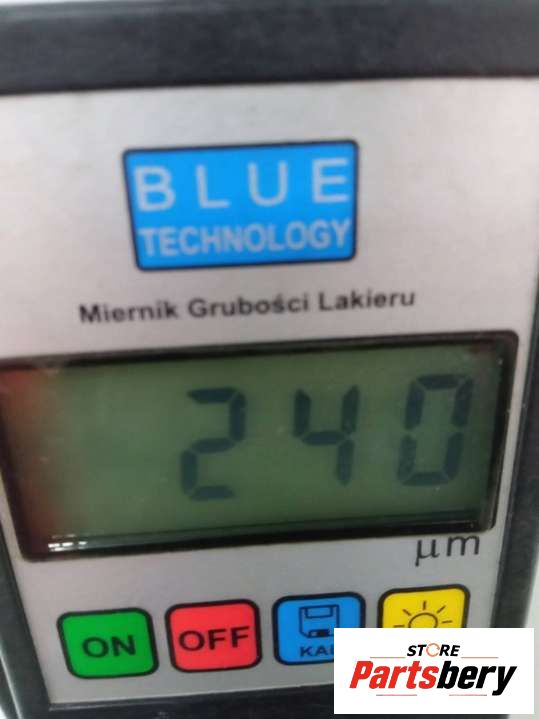 BLUE
TECHNOLOGY
Miernik Grubości Lakieru
240
μm
ON
OFF
STORE
Partsbery